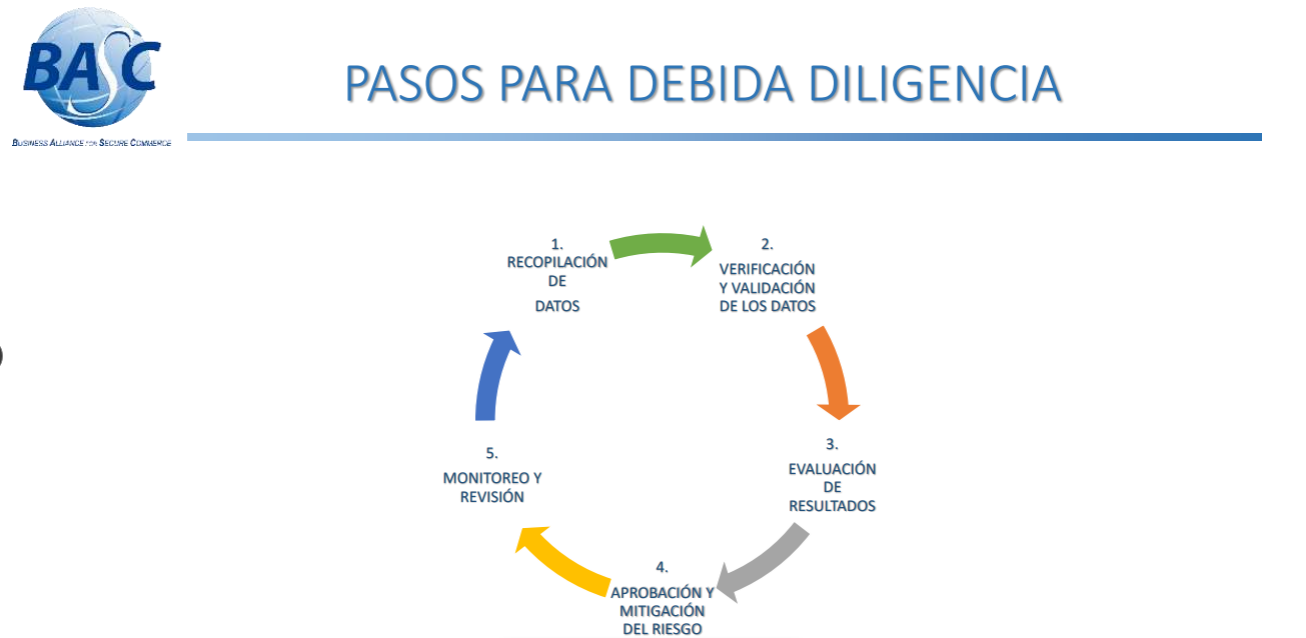 BASC
BUSINESS ALLIANCE FOR SECURE COMMERCE
PASOS PARA DEBIDA DILIGENCIA
1.
RECOPILACIÓN
DE
DATOS
2.
VERIFICACIÓN
Y VALIDACIÓN
DE LOS DATOS
3.
EVALUACIÓN
DE
RESULTADOS
4.
APROBACIÓN Y
MITIGACIÓN
DEL RIESGO
5.
MONITOREO Y
REVISIÓN